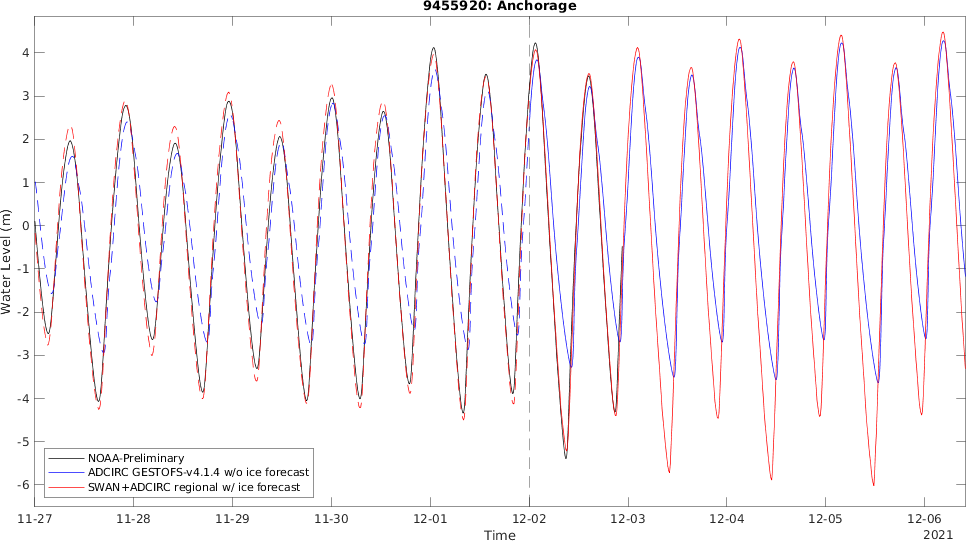 9455920: Anchorage
Water Level (m)
4
3
2
1
0
-1
-2
-3
-4
-5
-6
NOAA-Preliminary
ADCIRC GESTOFS-v4.1.4 w/o ice forecast
SWAN+ADCIRC regional w/ ice forecast
11-27 11-28 11-29 11-30 12-01 12-02 12-03 12-04 12-05 12-06
Time
2021